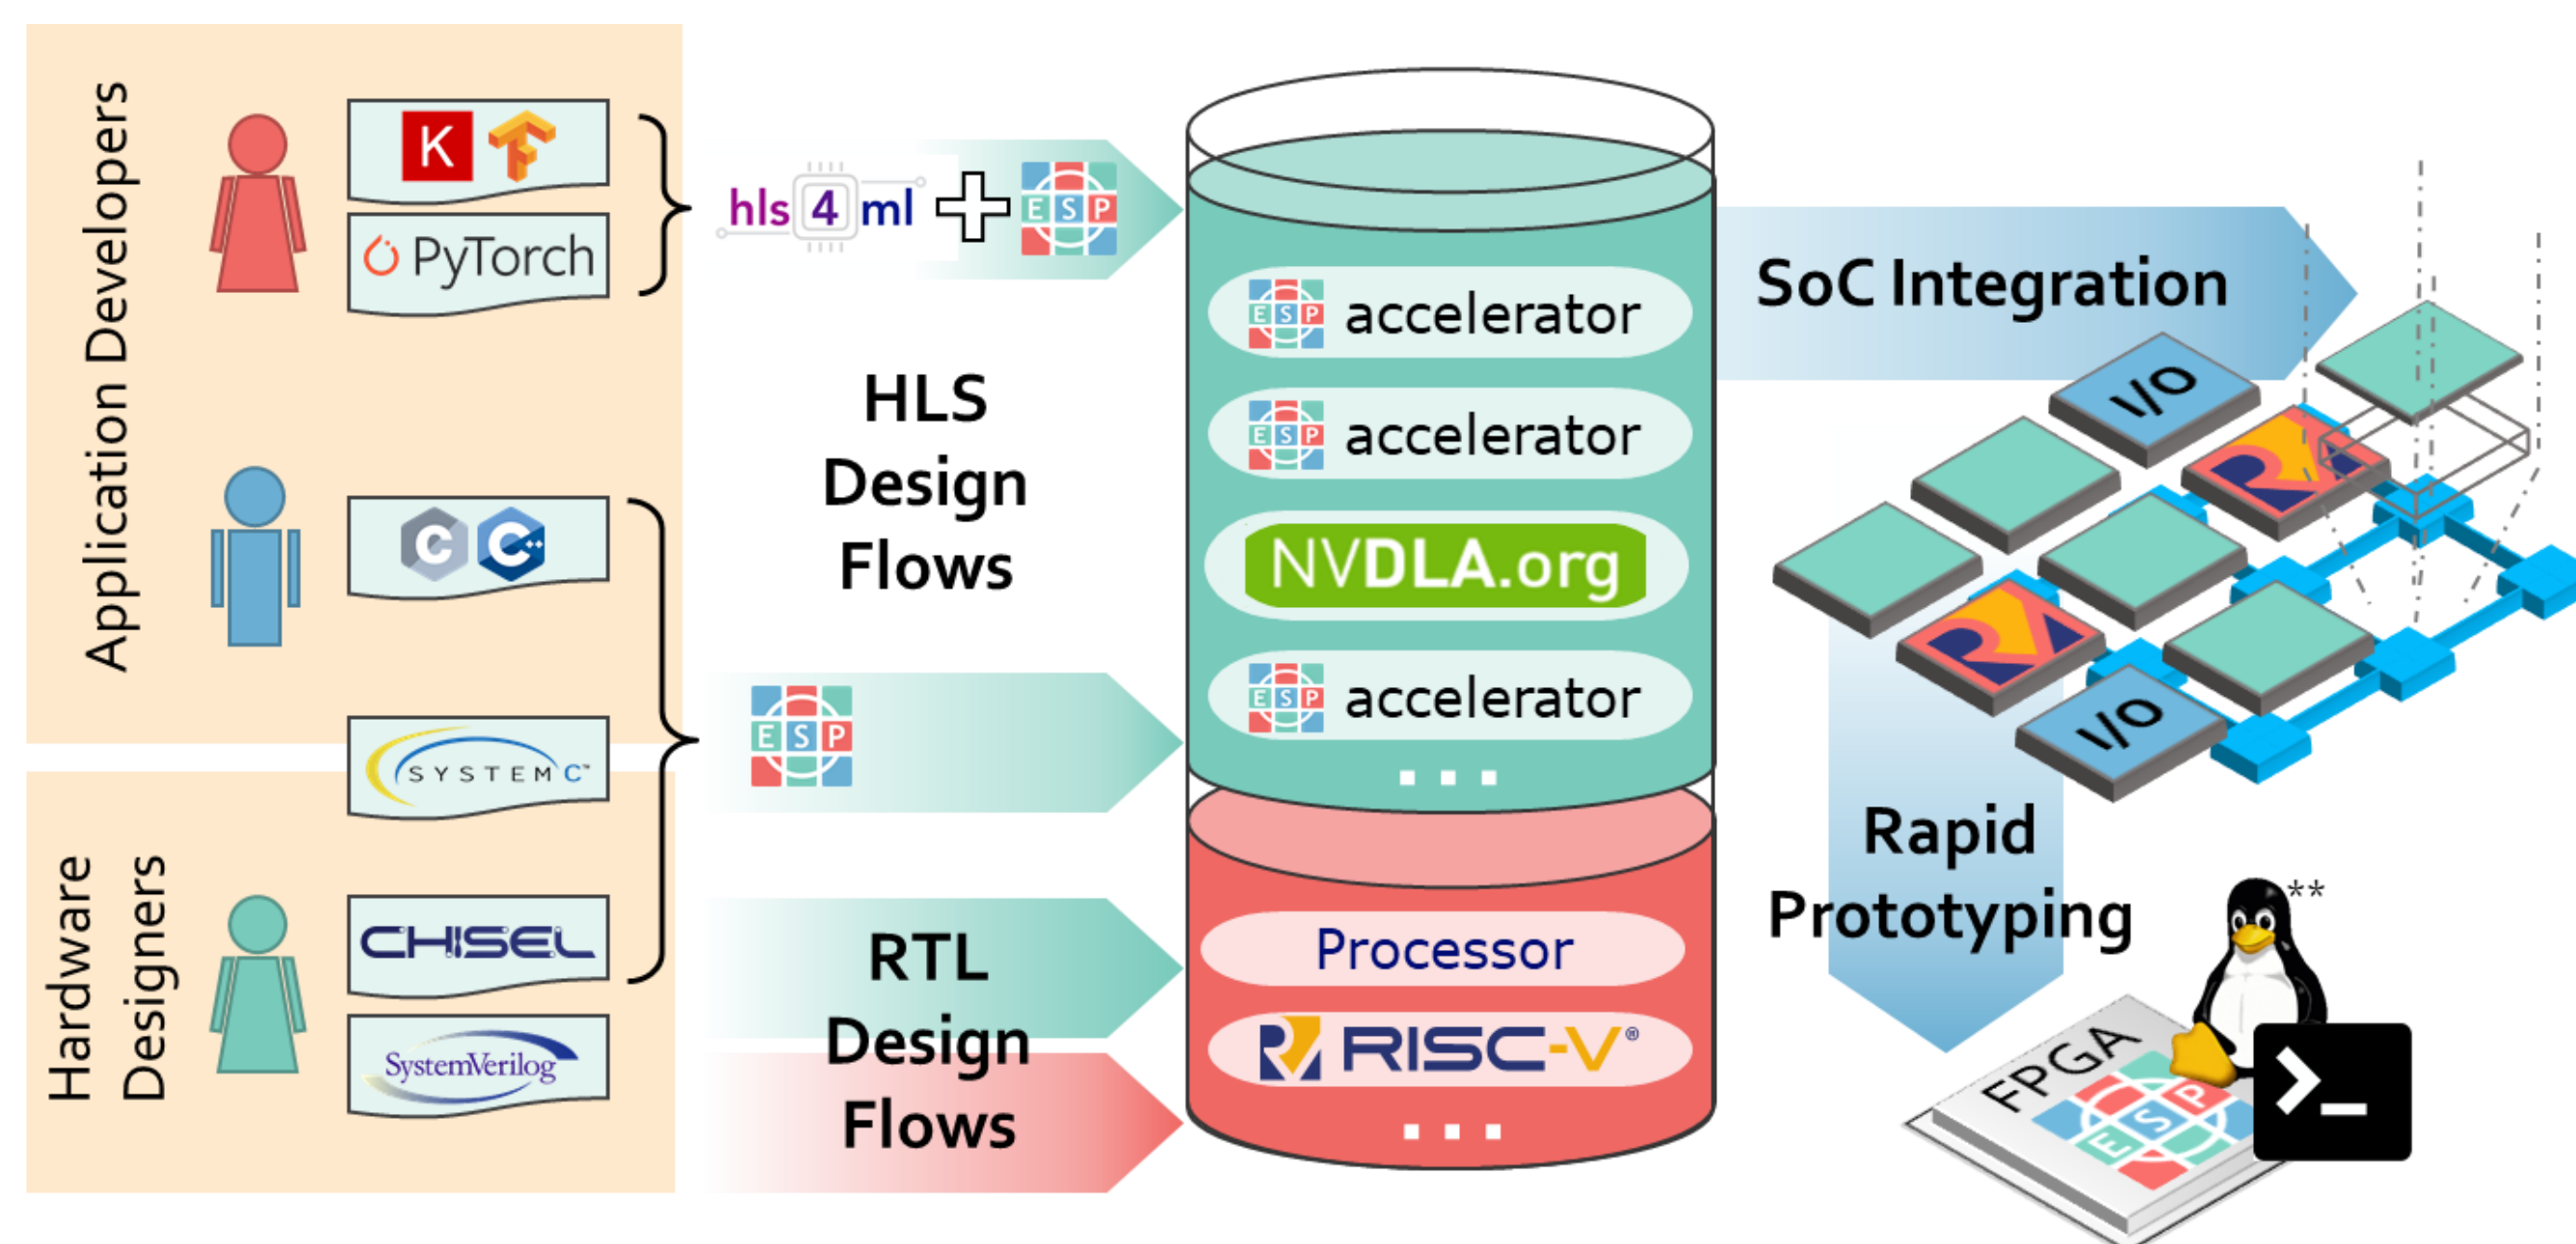 Application Developers
K
PyTorch
C C++
SYSTEM C™
Hardware
Designers
CHISEL
SystemVerilog
hls 4 ml
ESP
HLS
Design
Flows
ESP
RTL
Design
Flows
ESP accelerator
ESP accelerator
NVDLA.org
ESP accelerator
...
Processor
RISC-V®
...
SoC Integration
I/O
I/O
Rapid
Prototyping
**
FPGA
ESP
>_